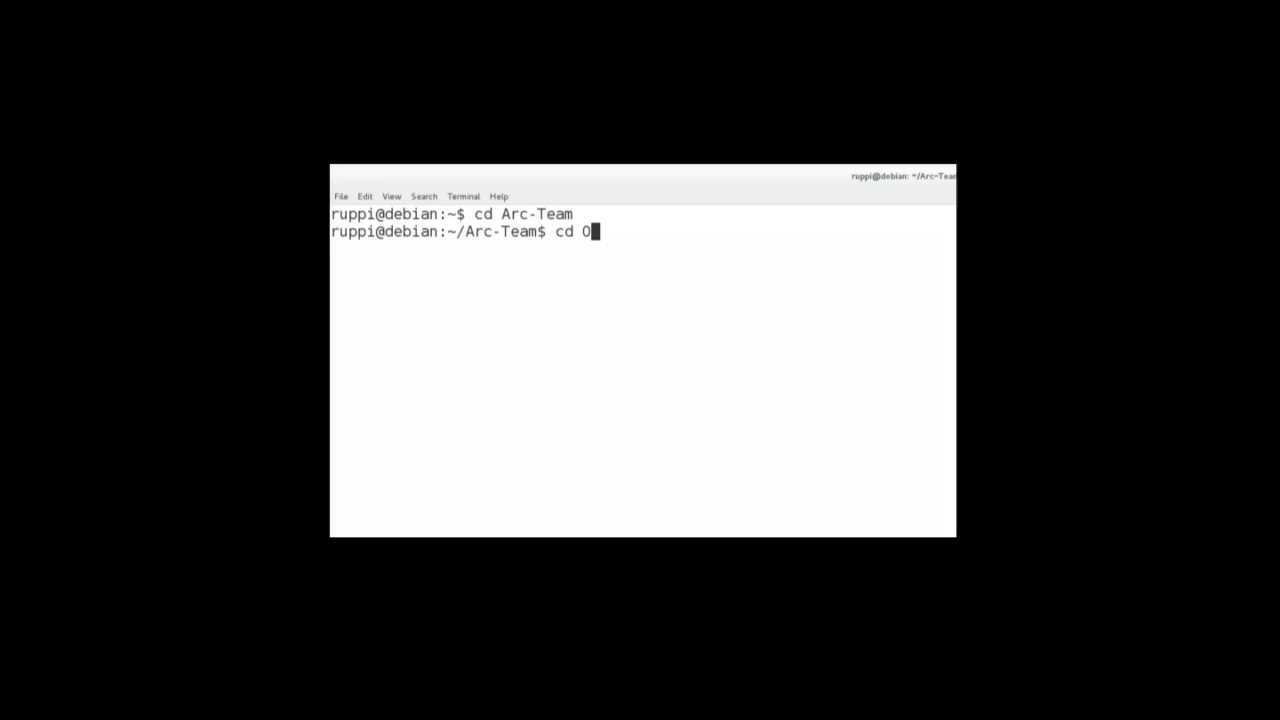 ruppi@debian: ~/Arc-Tea
File Edit View Search Terminal Help
ruppi@debian:~$ cd Arc-Team
ruppi@debian:~/Arc-Team$ cd O